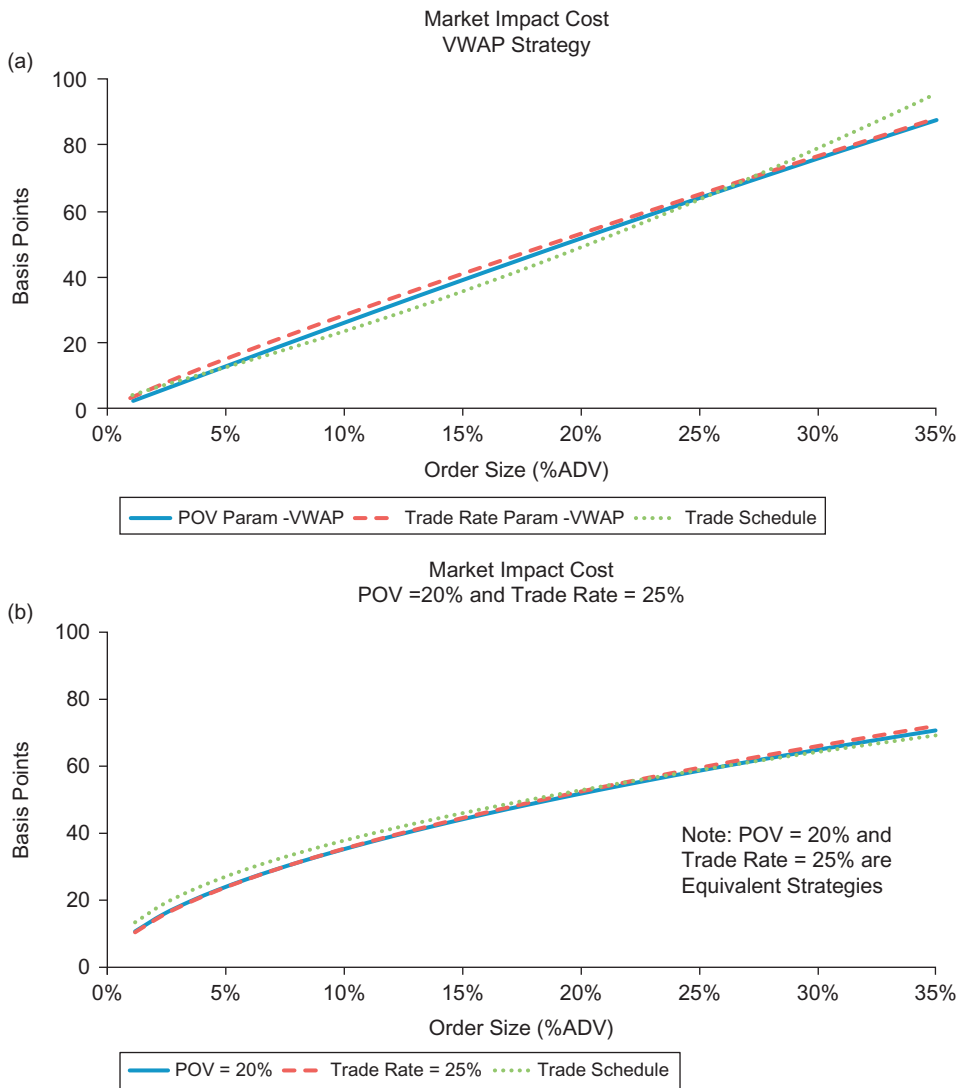 Market Impact Cost
VWAP Strategy
(a)
100
80
60
40
20
0
Basis Points
0% 5% 10% 15% 20% 25% 30% 35%
Order Size (%ADV)
POV Param -VWAP Trade Rate Param -VWAP Trade Schedule
Market Impact Cost
POV =20% and Trade Rate = 25%
(b)
100
80
60
40
20
0
Basis Points
Note: POV = 20% and
Trade Rate = 25% are
Equivalent Strategies
0% 5% 10% 15% 20% 25% 30% 35%
Order Size (%ADV)
POV = 20% Trade Rate = 25% Trade Schedule